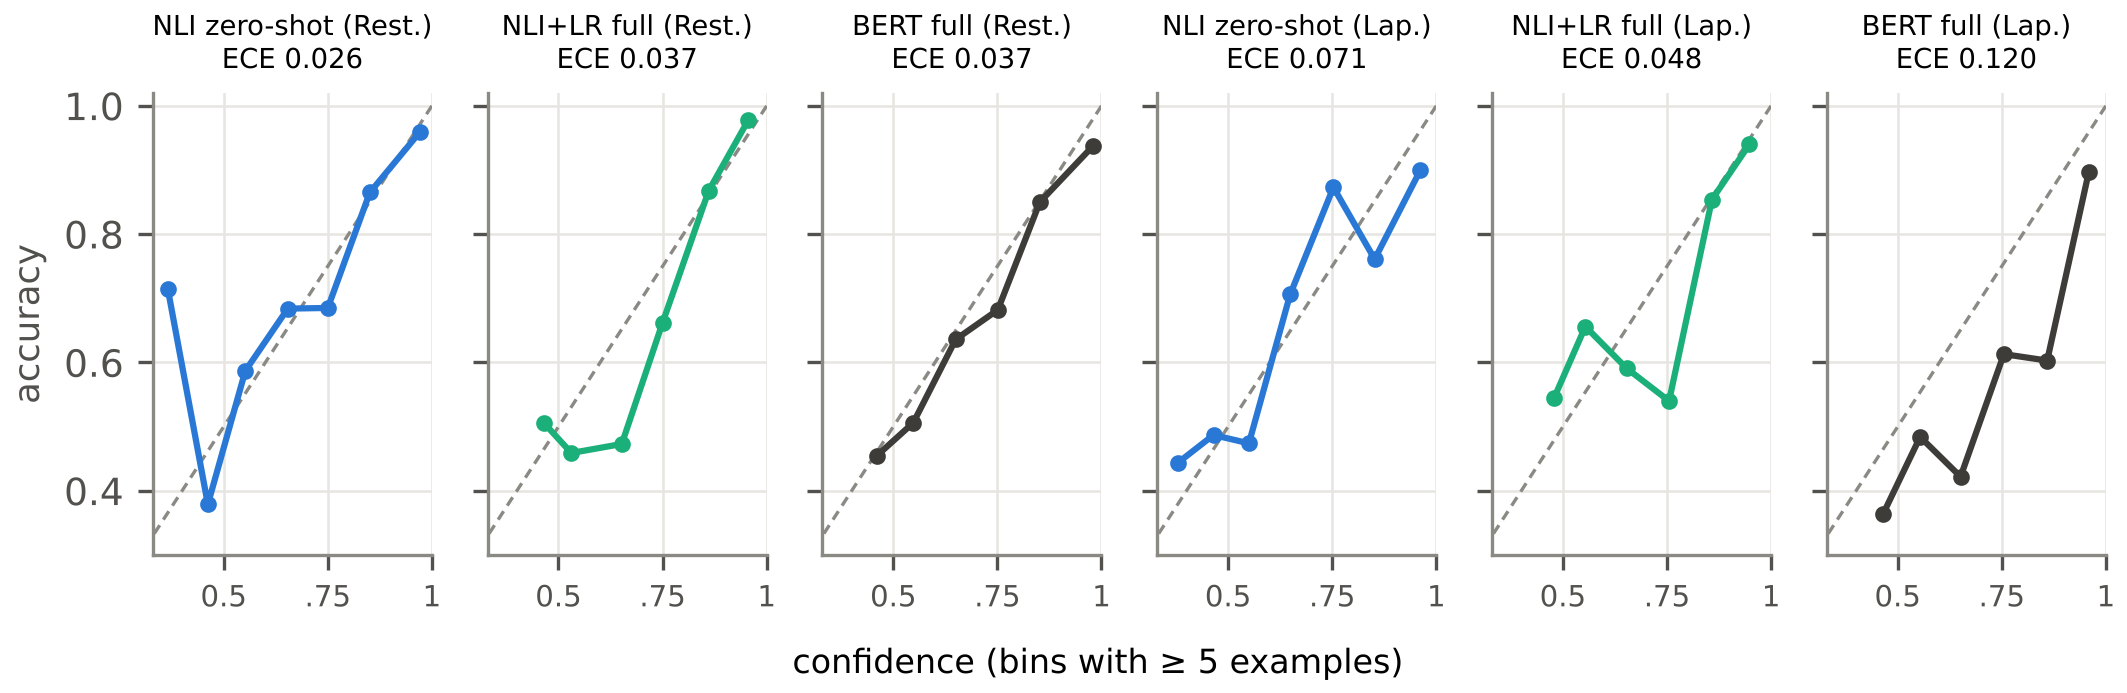 NLI zero-shot (Rest.)
ECE 0.026
NLI+LR full (Rest.)
ECE 0.037
BERT full (Rest.)
ECE 0.037
NLI zero-shot (Lap.)
ECE 0.071
NLI+LR full (Lap.)
ECE 0.048
BERT full (Lap.)
ECE 0.120
accuracy
1.0
0.8
0.6
0.4
0.5 .75 1
0.5 .75 1
0.5 .75 1
0.5 .75 1
0.5 .75 1
0.5 .75 1
confidence (bins with ≥ 5 examples)